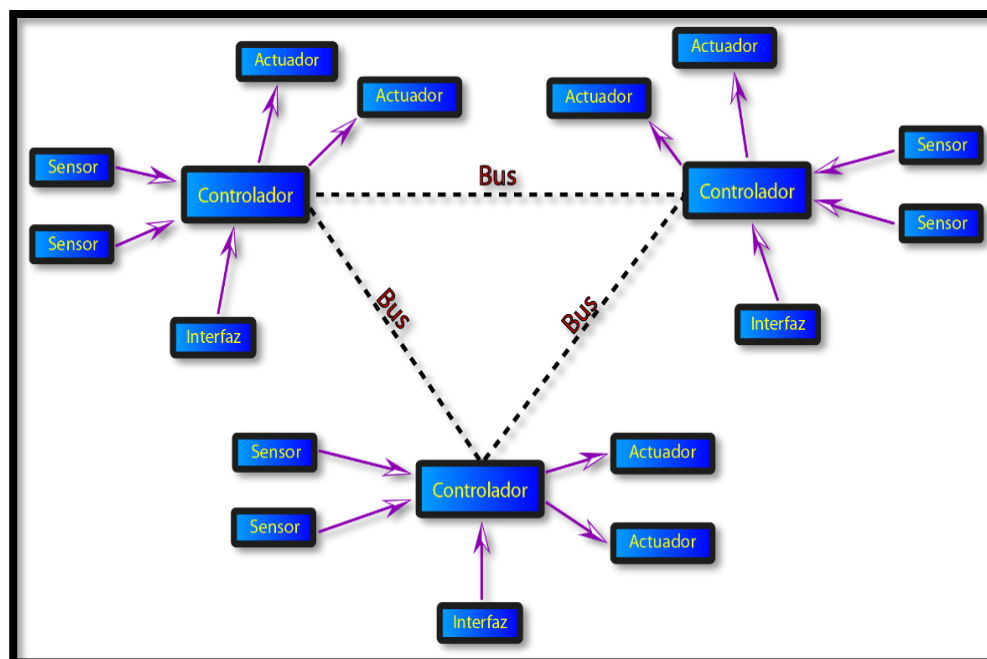 Actuador
Actuador
Sensor
Sensor
Controlador
Interfaz
Bus
Actuador
Actuador
Controlador
Sensor
Sensor
Interfaz
Bus
Bus
Sensor
Sensor
Controlador
Actuador
Actuador
Interfaz